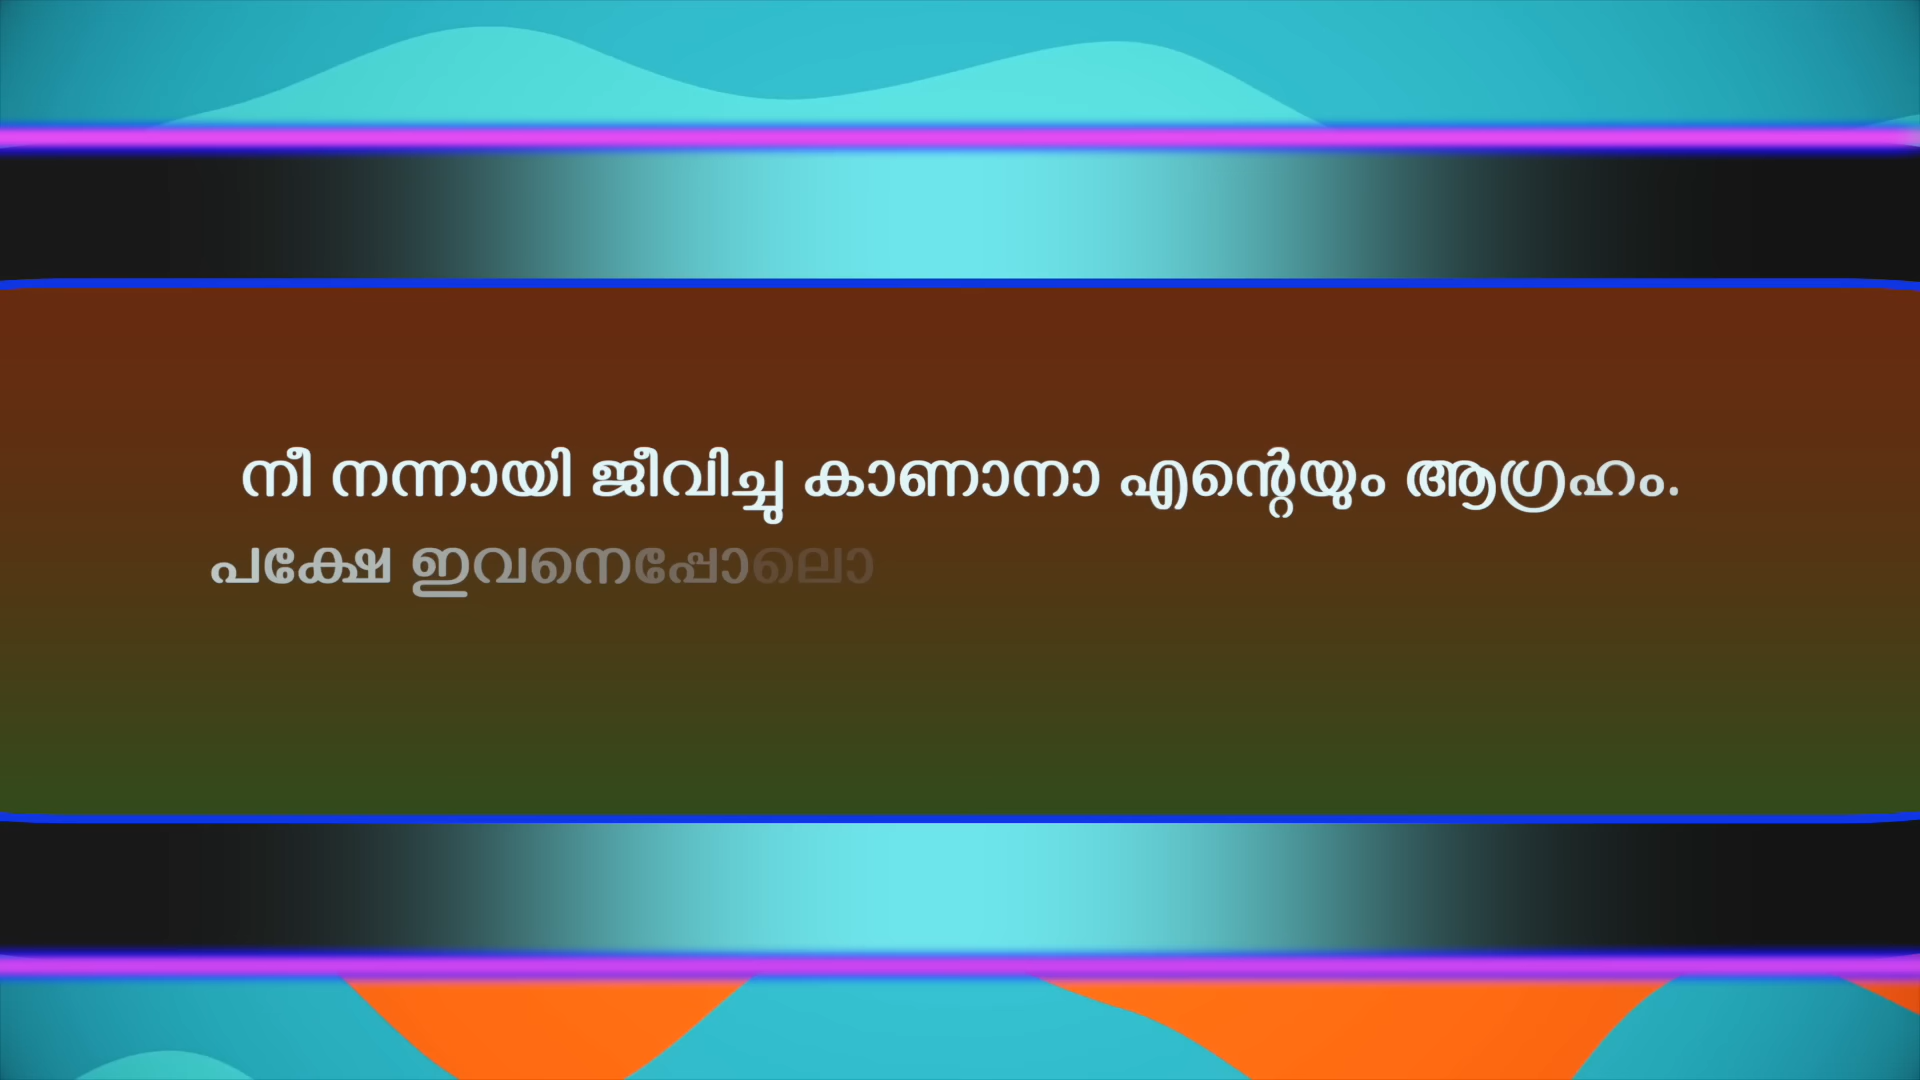 നീ നന്നായി ജീവിച്ചു കാണാനാ എന്റെയും ആഗ്രഹം.
പക്ഷേ ഇവനെപ്പോലൊ